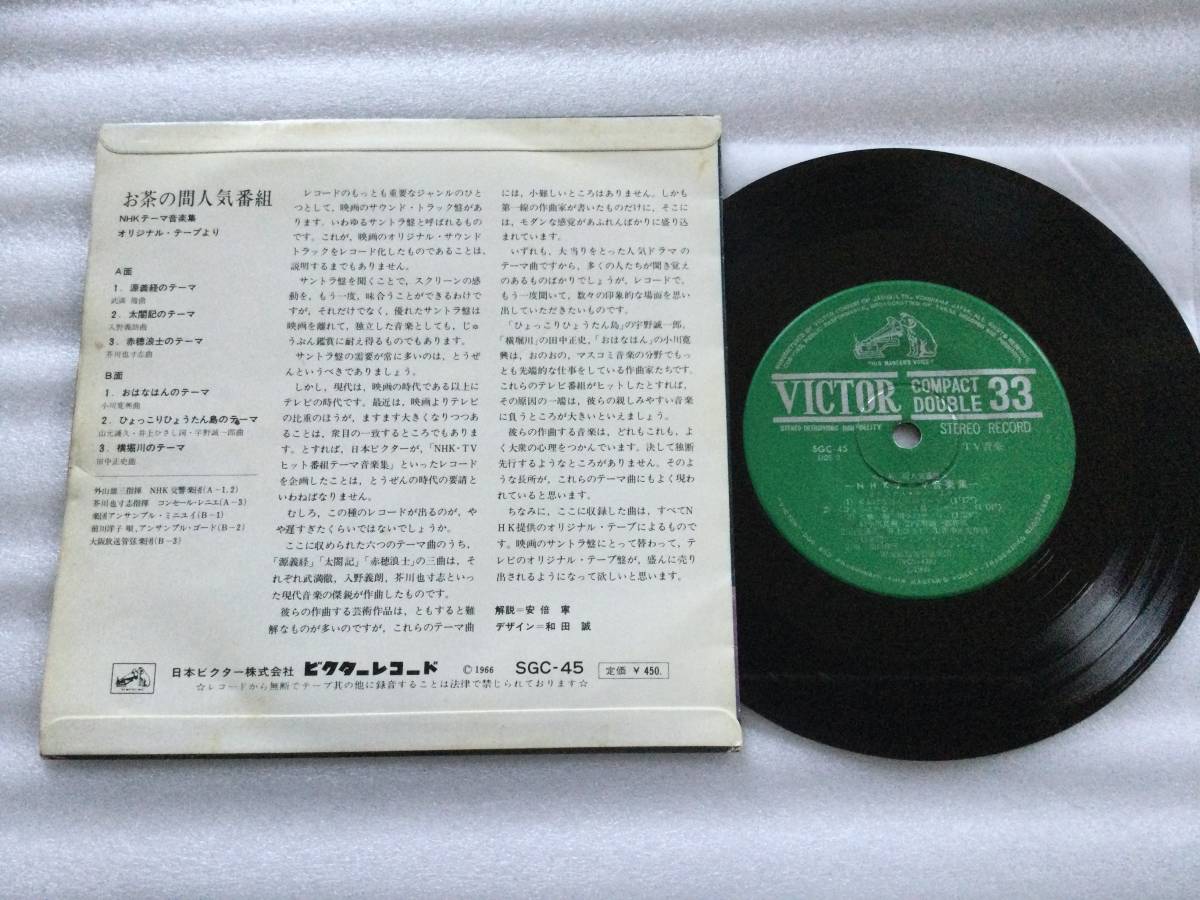 お茶の間人気番組
NHKテーマ音楽集
オリジナル・テープより
A面
1. 源義経のテーマ
武満 徹曲
2. 太閤記のテーマ
入野義朗曲
3. 赤穂浪士のテーマ
芥川也寸志曲
B面
1. おはなはんのテーマ
小川寛興曲
2. ひょっこりひょうたん島のテーマ
山元護久・井上ひさし詞・宇野誠一郎曲
3. 横堀川のテーマ
田中正史曲
外山雄三指揮 NHK交響楽団(A−1,2)
芥川也寸志指揮 コンセール・レニエ(A−3)
楽団アンサンブル・ミニユイ(B−1)
前川洋子 唄,アンサンブル・ゴード(B−2)
大阪放送管弦楽団(B−3)
レコードのもっとも重要なジャンルのひと
つとして,映画のサウンド・トラック盤があ
ります。いわゆるサントラ盤と呼ばれるもの
です。これが,映画のオリジナル・サウンド
トラックをレコード化したものであることは,
説明するまでもありません。
サントラ盤を聞くことで,スクリーンの感
動を,もう一度,味合うことができるわけで
すが,それだけでなく,優れたサントラ盤は
映画を離れて,独立した音楽としても,じゅ
うぶん鑑賞に耐え得るものでもあります。
サントラ盤の需要が常に多いのは,とうぜ
んというべきでありましょう。
しかし,現代は,映画の時代である以上に
テレビの時代です。最近は,映画よりテレビ
の比重のほうが,ますます大きくなりつつあ
ることは,衆目の一致するところでもありま
す。とすれば,日本ビクターが,「NHK・TV
ヒット番組テーマ音楽集」といったレコード
を企画したことは,とうぜんの時代の要請と
いわねばなりません。
むしろ,この種のレコードが出るのが,や
や遅すぎたくらいではないでしょうか。
ここに収められた六つのテーマ曲のうち,
「源義経」「太閤記」「赤穂浪士」の三曲は,そ
れぞれ武満徹,入野義朗,芥川也寸志といっ
た現代音楽の傑鋭が作曲したものです。
彼らの作曲する芸術作品は,ともすると難
解なものが多いのですが,これらのテーマ曲
には,小難しいところはありません。しかも
第一線の作曲家が書いたものだけに,そこに
は,モダンな感覚があふれんばかりに盛り込
まれています。
いずれも,大当りをとった人気ドラマの
テーマ曲ですから,多くの人たちが聞き覚え
のあるものばかりでしょうが,レコードで,
もう一度聞いて,数々の印象的な場面を思い
出していただきたいものです。
「ひょっこりひょうたん島」の宇野誠一郎,
「横堀川」の田中正史,「おはなはん」の小川寛
興は,おのおの,マスコミ音楽の分野でもっ
とも先端的な仕事をしている作曲家たちです。
これらのテレビ番組がヒットしたとすれば,
その原因の一端は,彼らの親しみやすい音楽
に負うところが大きいといえましょう。
彼らの作曲する音楽は,どれもこれも,よ
く大衆の心理をつかんでいます。決して独断
先行するようなところがありません。そのよ
うな長所が,これらのテーマ曲にもよく現わ
れていると思います。
ちなみに,ここに収録した曲は,すべてN
HK提供のオリジナル・テープによるもので
す。映画のサントラ盤にとって替わって,テ
レビのオリジナル・テープ盤が,盛んに売り
出されるようになって欲しいと思います。
解説=安倍 寧
デザイン=和田 誠
日本ビクター株式会社 ビクターレコード ©1966 SGC-45 定価 ¥450.
☆レコードから無断でテープ其の他に録音することは法律で禁じられております☆
"HIS MASTER'S VOICE"
VICTOR COMPACT DOUBLE 33
STEREO ORTHOPHONIC HIGH FIDELITY STEREO RECORD
SGC-45
TV音楽